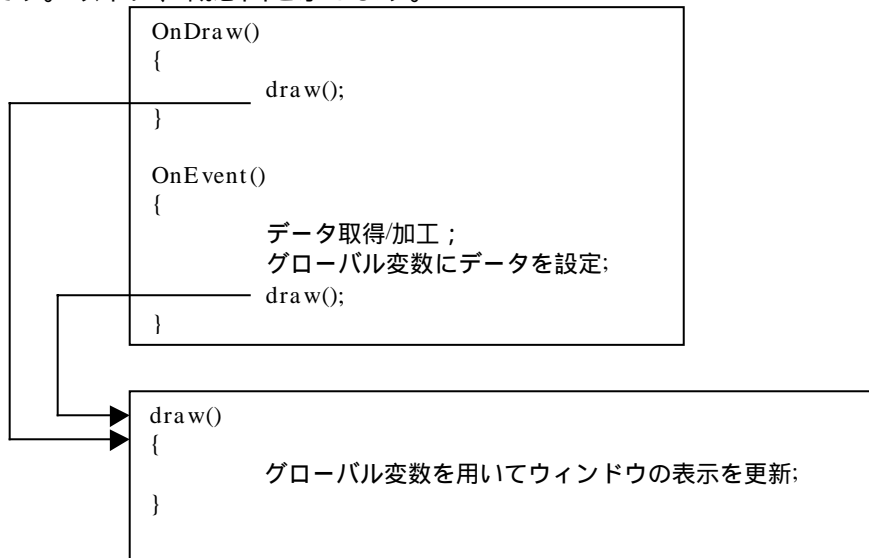 OnDraw()
{
draw();
}
OnEvent()
{
データ取得/加工；
グローバル変数にデータを設定;
draw();
}
draw()
{
グローバル変数を用いてウィンドウの表示を更新;
}